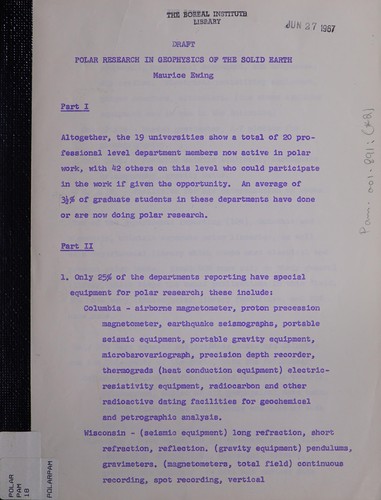 THE BOREAL INSTITUTE
LIBRARY
JUN 27 1967
DRAFT
POLAR RESEARCH IN GEOPHYSICS OF THE SOLID EARTH
Maurice Ewing
Part I
Altogether, the 19 universities show a total of 20 pro-
fessional level department members now active in polar
work, with 42 others on this level who could participate
in the work if given the opportunity. An average of
3½% of graduate students in these departments have done
or are now doing polar research.
Part II
1. Only 25% of the departments reporting have special
equipment for polar research; these include:
Columbia - airborne magnetometer, proton precession
magnetometer, earthquake seismographs, portable
seismic equipment, portable gravity equipment,
microbarovariograph, precision depth recorder,
thermograds (heat conduction equipment) electric-
resistivity equipment, radiocarbon and other
radioactive dating facilities for geochemical
and petrographic analysis.
Wisconsin - (seismic equipment) long refraction, short
refraction, reflection. (gravity equipment) pendulums,
gravimeters. (magnetometers, total field) continuous
recording, spot recording, vertical
Pam: 001.891: (*2)
POLAR
PAM
18
POLARPAM